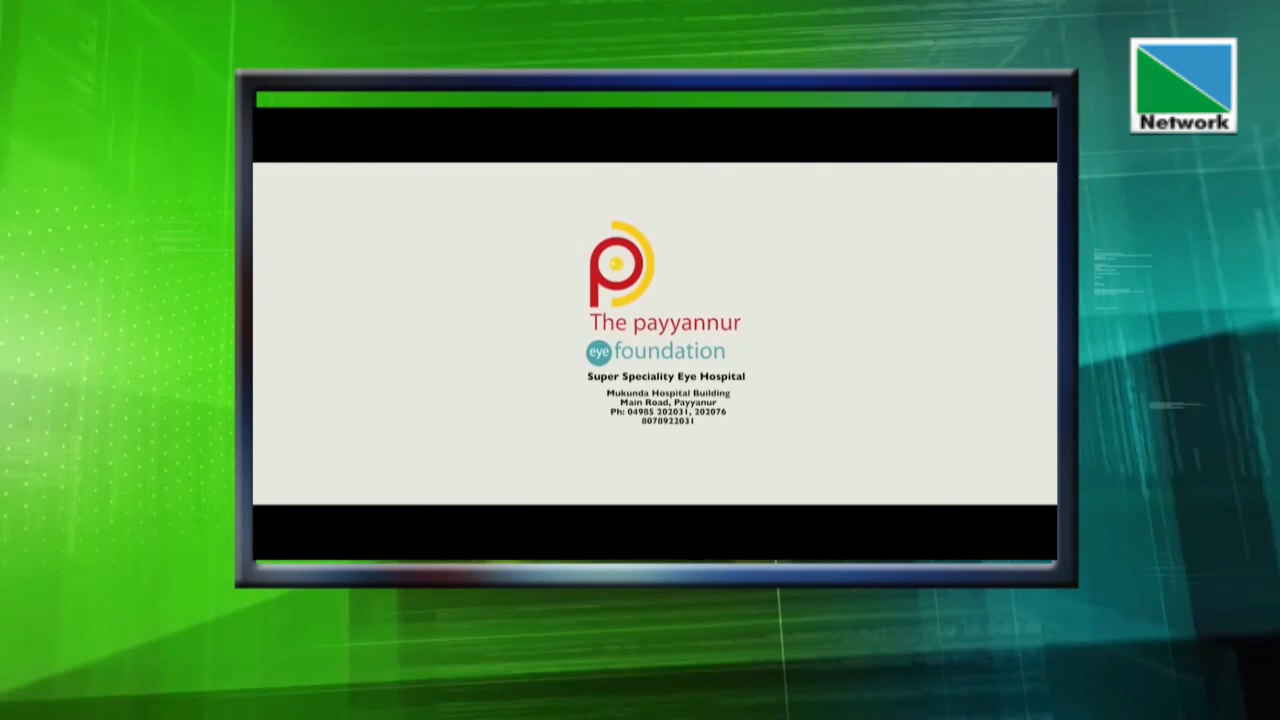 Network
The payyannur
eye foundation
Super Speciality Eye Hospital
Mukunda Hospital Building
Main Road, Payyanur
Ph: 04985 202031, 202076
8078922031